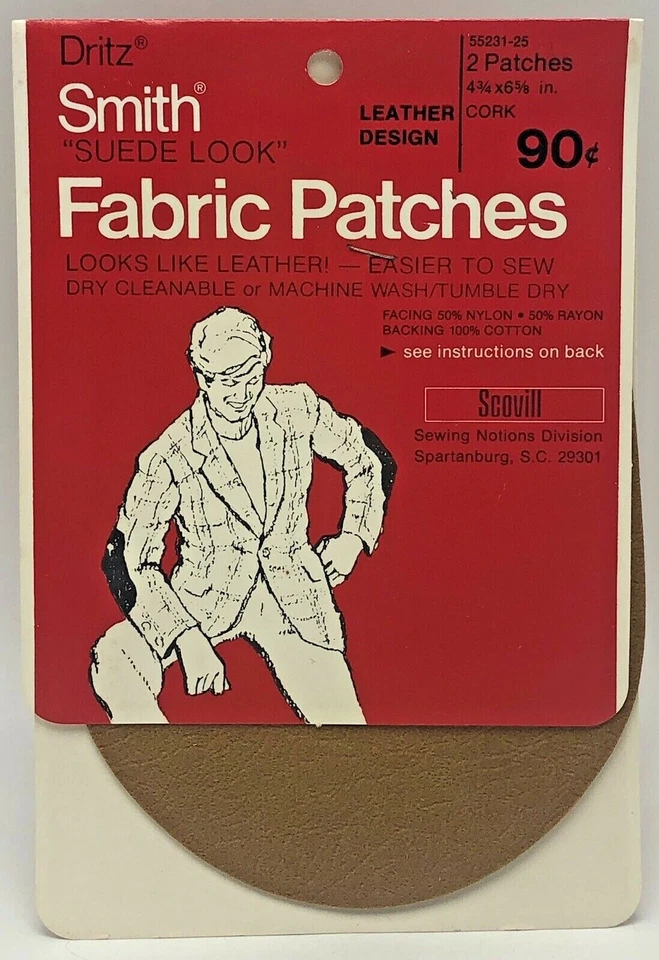 Dritz®
Smith®
"SUEDE LOOK"
LEATHER
DESIGN
55231-25
2 Patches
4¾x6⅝ in.
CORK
90¢
Fabric Patches
LOOKS LIKE LEATHER! — EASIER TO SEW
DRY CLEANABLE or MACHINE WASH/TUMBLE DRY
FACING 50% NYLON • 50% RAYON
BACKING 100% COTTON
► see instructions on back
Scovill
Sewing Notions Division
Spartanburg, S.C. 29301